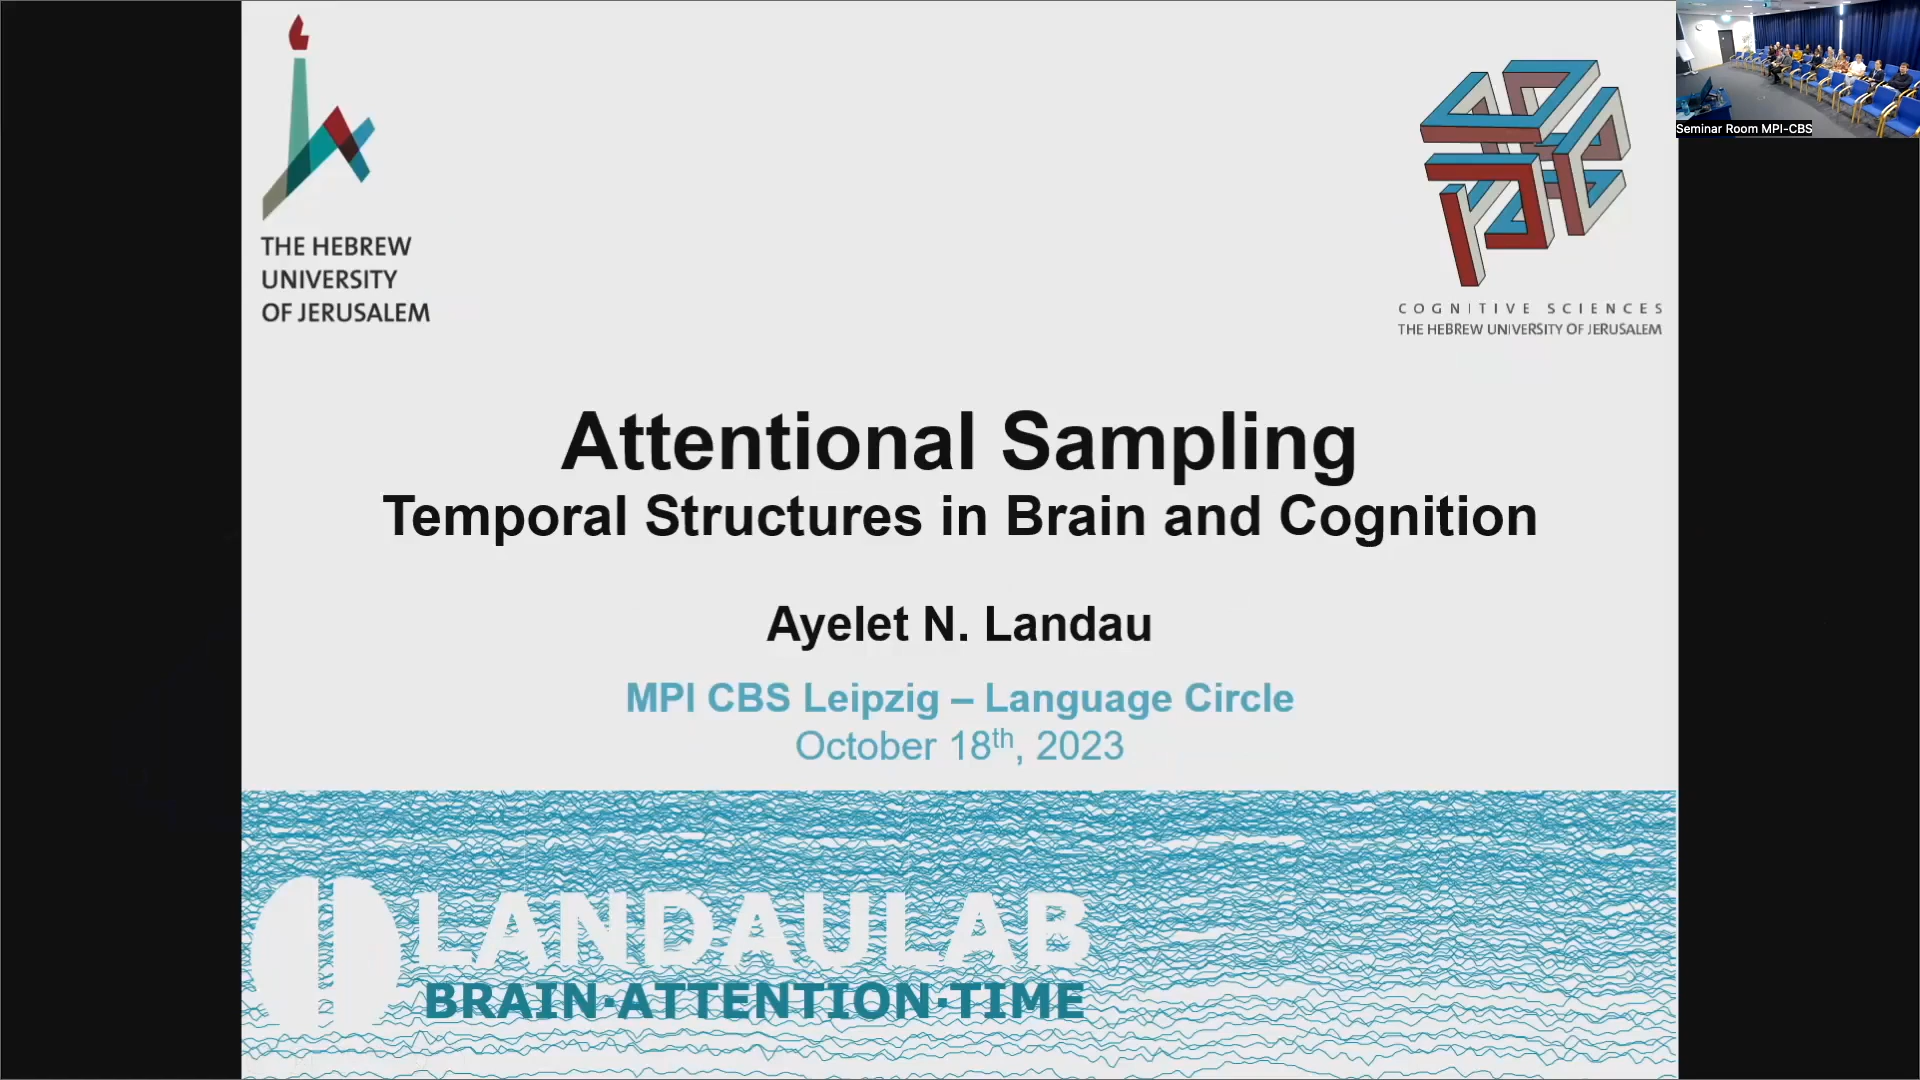 THE HEBREW
UNIVERSITY
OF JERUSALEM
COGNITIVE SCIENCES
THE HEBREW UNIVERSITY OF JERUSALEM
Seminar Room MPI-CBS
Attentional Sampling
Temporal Structures in Brain and Cognition
Ayelet N. Landau
MPI CBS Leipzig – Language Circle
October 18th, 2023
LANDAULAB
BRAIN·ATTENTION·TIME